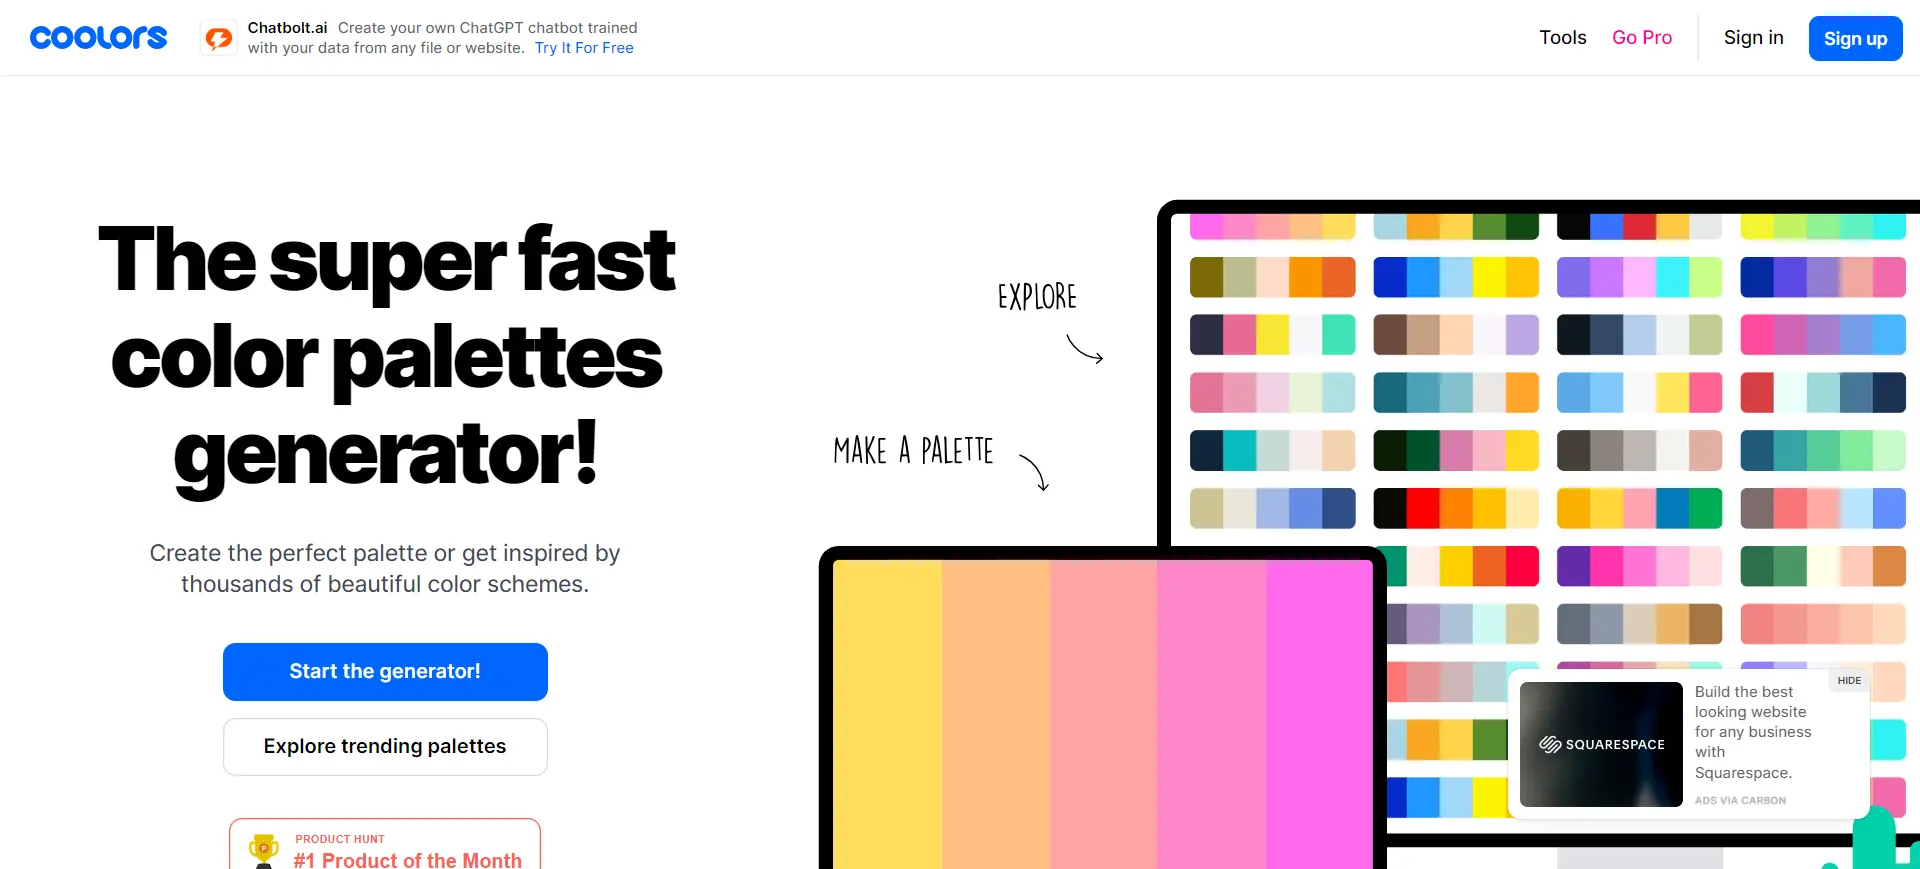 coolors
Chatbolt.ai Create your own ChatGPT chatbot trained
with your data from any file or website. Try It For Free
Tools
Go Pro
Sign in
Sign up
The super fast
color palettes
generator!
Create the perfect palette or get inspired by
thousands of beautiful color schemes.
Start the generator!
Explore trending palettes
PRODUCT HUNT
#1 Product of the Month
P
EXPLORE
MAKE A PALETTE
HIDE
SQUARESPACE
Build the best
looking website
for any business
with
Squarespace.
ADS VIA CARBON